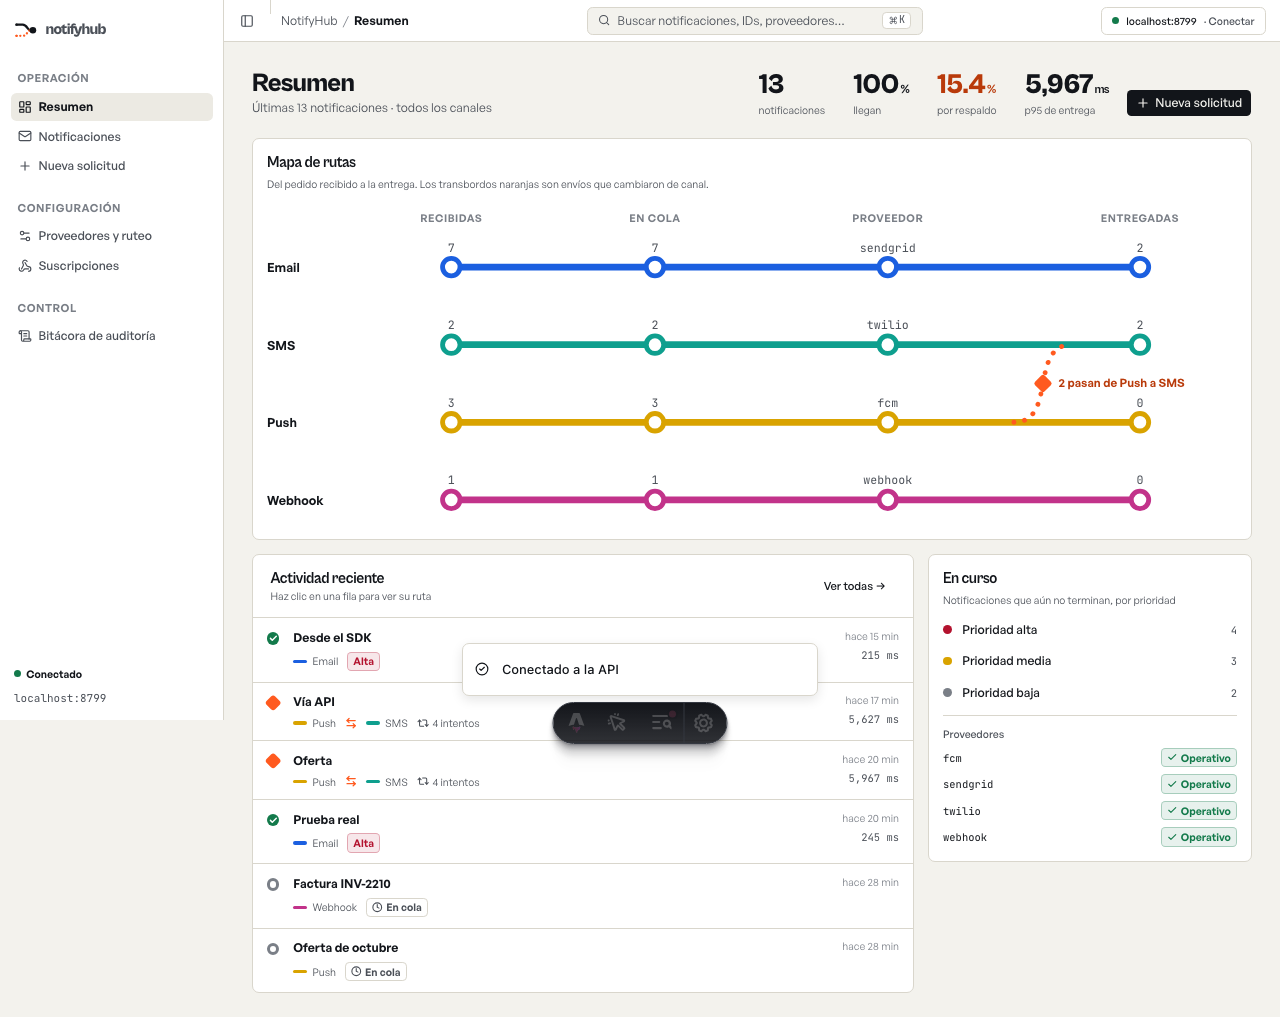 notifyhub
OPERACIÓN
Resumen
Notificaciones
Nueva solicitud
CONFIGURACIÓN
Proveedores y ruteo
Suscripciones
CONTROL
Bitácora de auditoría
Conectado
localhost:8799
NotifyHub / Resumen
Buscar notificaciones, IDs, proveedores... ⌘K
localhost:8799 · Conectar
Resumen
Últimas 13 notificaciones · todos los canales
13
notificaciones
100%
llegan
15.4%
por respaldo
5,967ms
p95 de entrega
Nueva solicitud
Mapa de rutas
Del pedido recibido a la entrega. Los transbordos naranjas son envíos que cambiaron de canal.
RECIBIDAS EN COLA PROVEEDOR ENTREGADAS
7 7 sendgrid 2
Email
2 2 twilio 2
SMS
2 pasan de Push a SMS
3 3 fcm 0
Push
1 1 webhook 0
Webhook
Actividad reciente
Haz clic en una fila para ver su ruta
Ver todas →
Desde el SDK hace 15 min
Email Alta 215 ms
Vía API hace 17 min
Push SMS 4 intentos 5,627 ms
Oferta hace 20 min
Push SMS 4 intentos 5,967 ms
Prueba real hace 20 min
Email Alta 245 ms
Factura INV-2210 hace 28 min
Webhook En cola
Oferta de octubre hace 28 min
Push En cola
Conectado a la API
En curso
Notificaciones que aún no terminan, por prioridad
Prioridad alta 4
Prioridad media 3
Prioridad baja 2
Proveedores
fcm Operativo
sendgrid Operativo
twilio Operativo
webhook Operativo